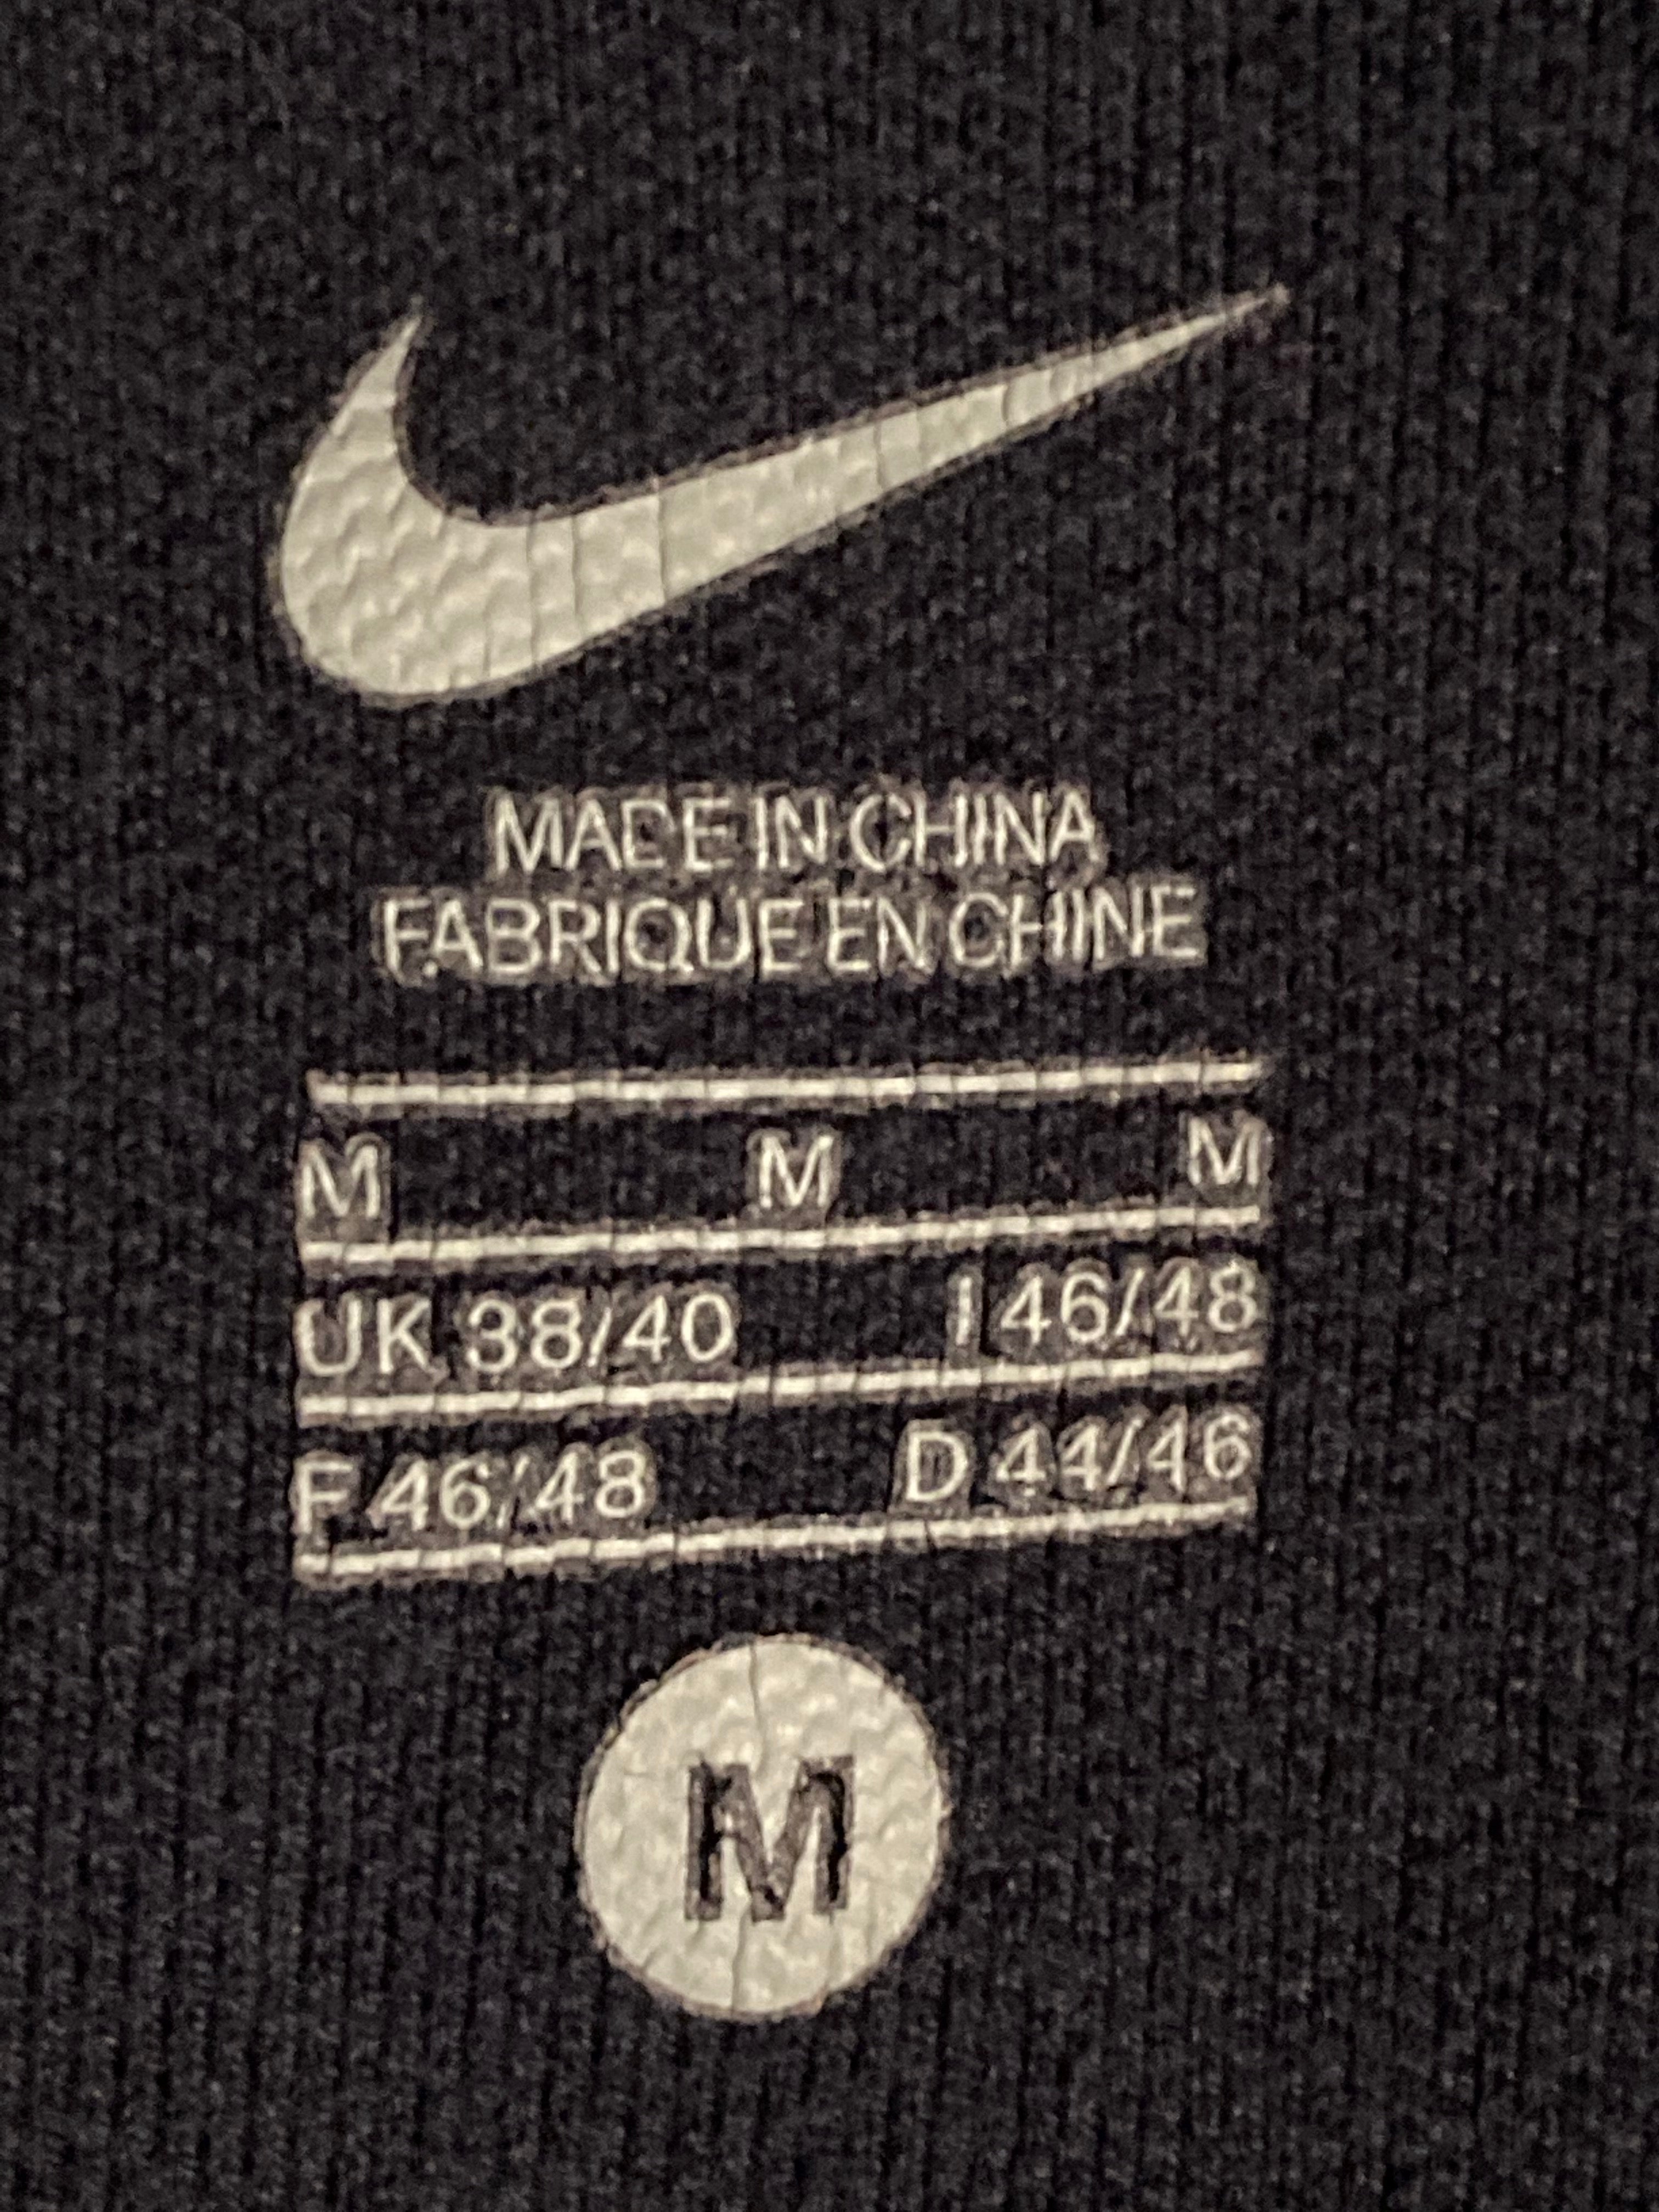 MADE IN CHINA
FABRIQUE EN CHINE
M M M
UK 38/40 I 46/48
F 46/48 D 44/46
M